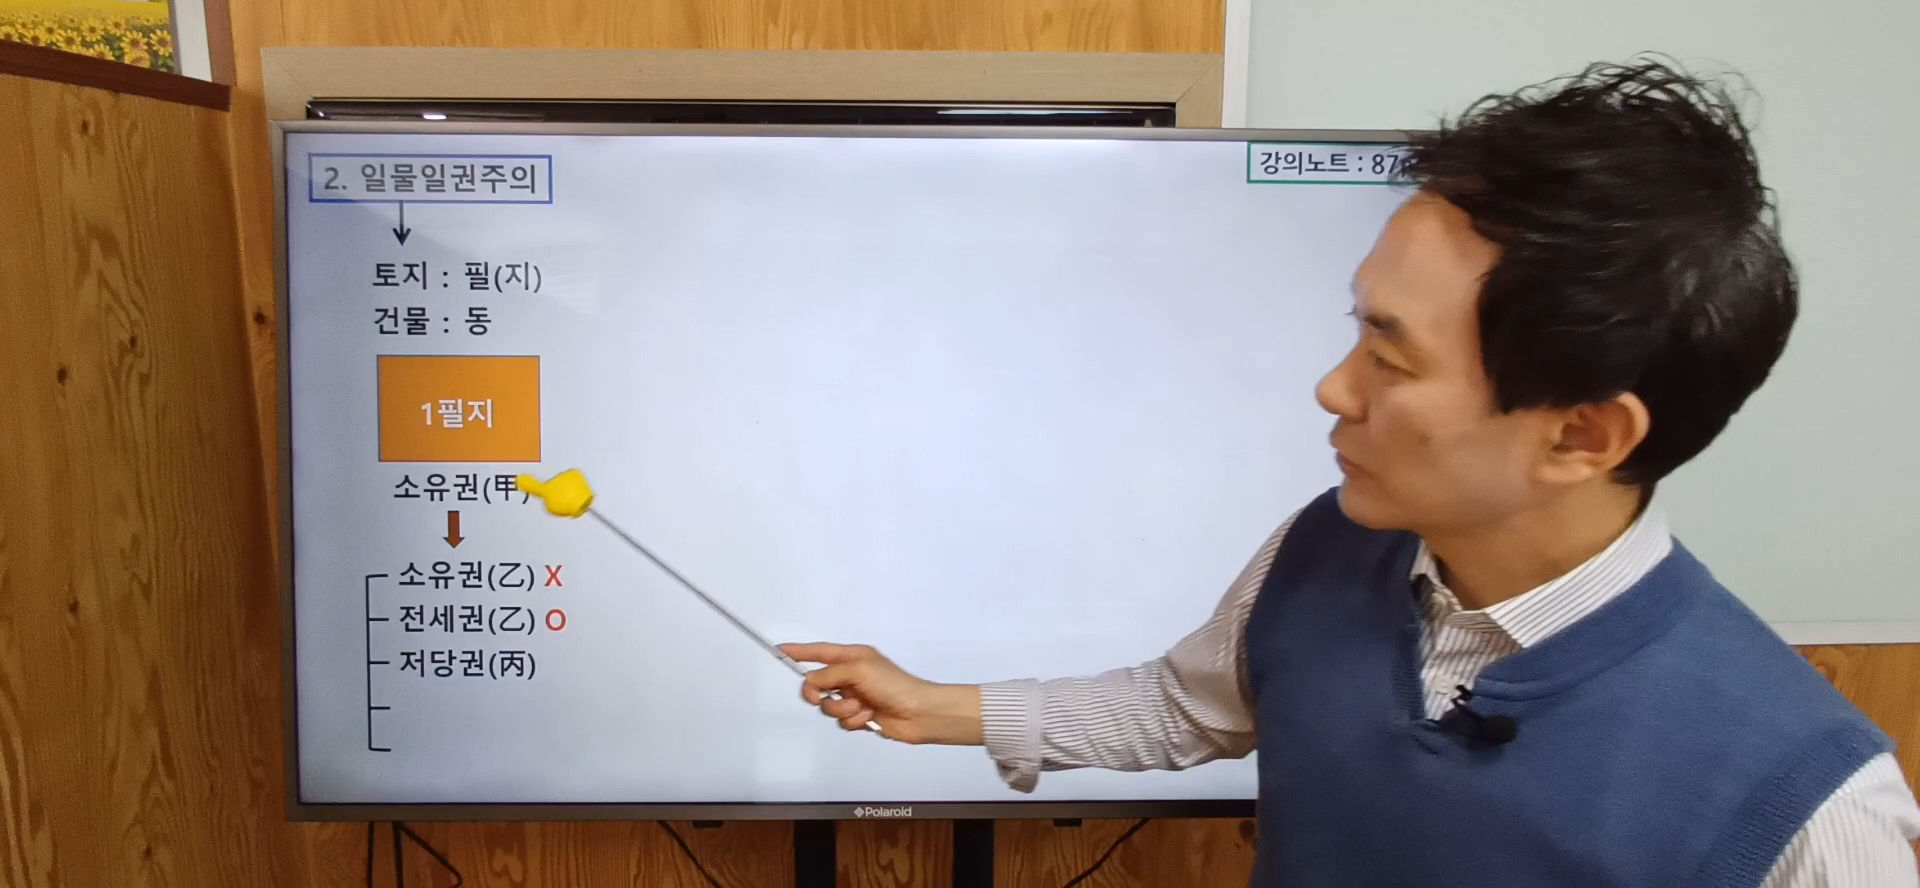 2. 일물일권주의
강의노트 : 87
토지 : 필(지)
건물 : 동
1필지
소유권(甲)
소유권(乙) X
전세권(乙) O
저당권(丙)
Polaroid